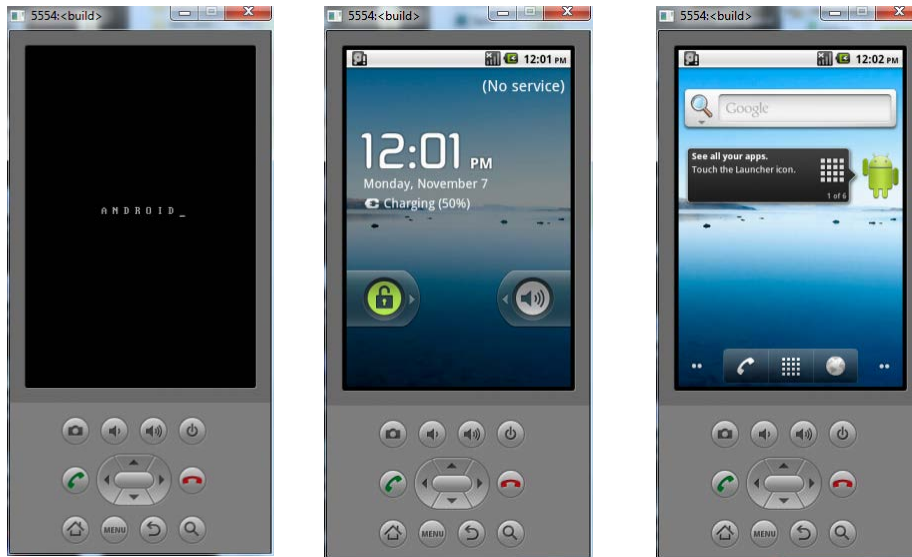 5554:<build>
ANDROID_
MENU
5554:<build>
12:01 PM
(No service)
12:01 PM
Monday, November 7
Charging (50%)
MENU
5554:<build>
12:02 PM
Google
See all your apps.
Touch the Launcher icon.
1 of 6
MENU